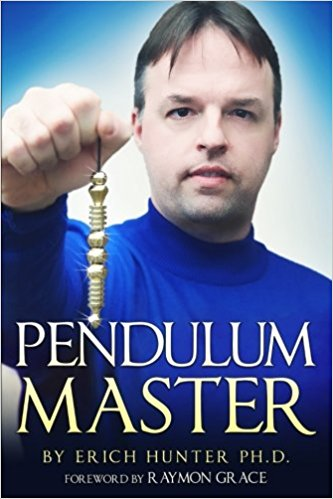 PENDULUM
MASTER
BY ERICH HUNTER PH.D.
FOREWORD BY RAYMON GRACE